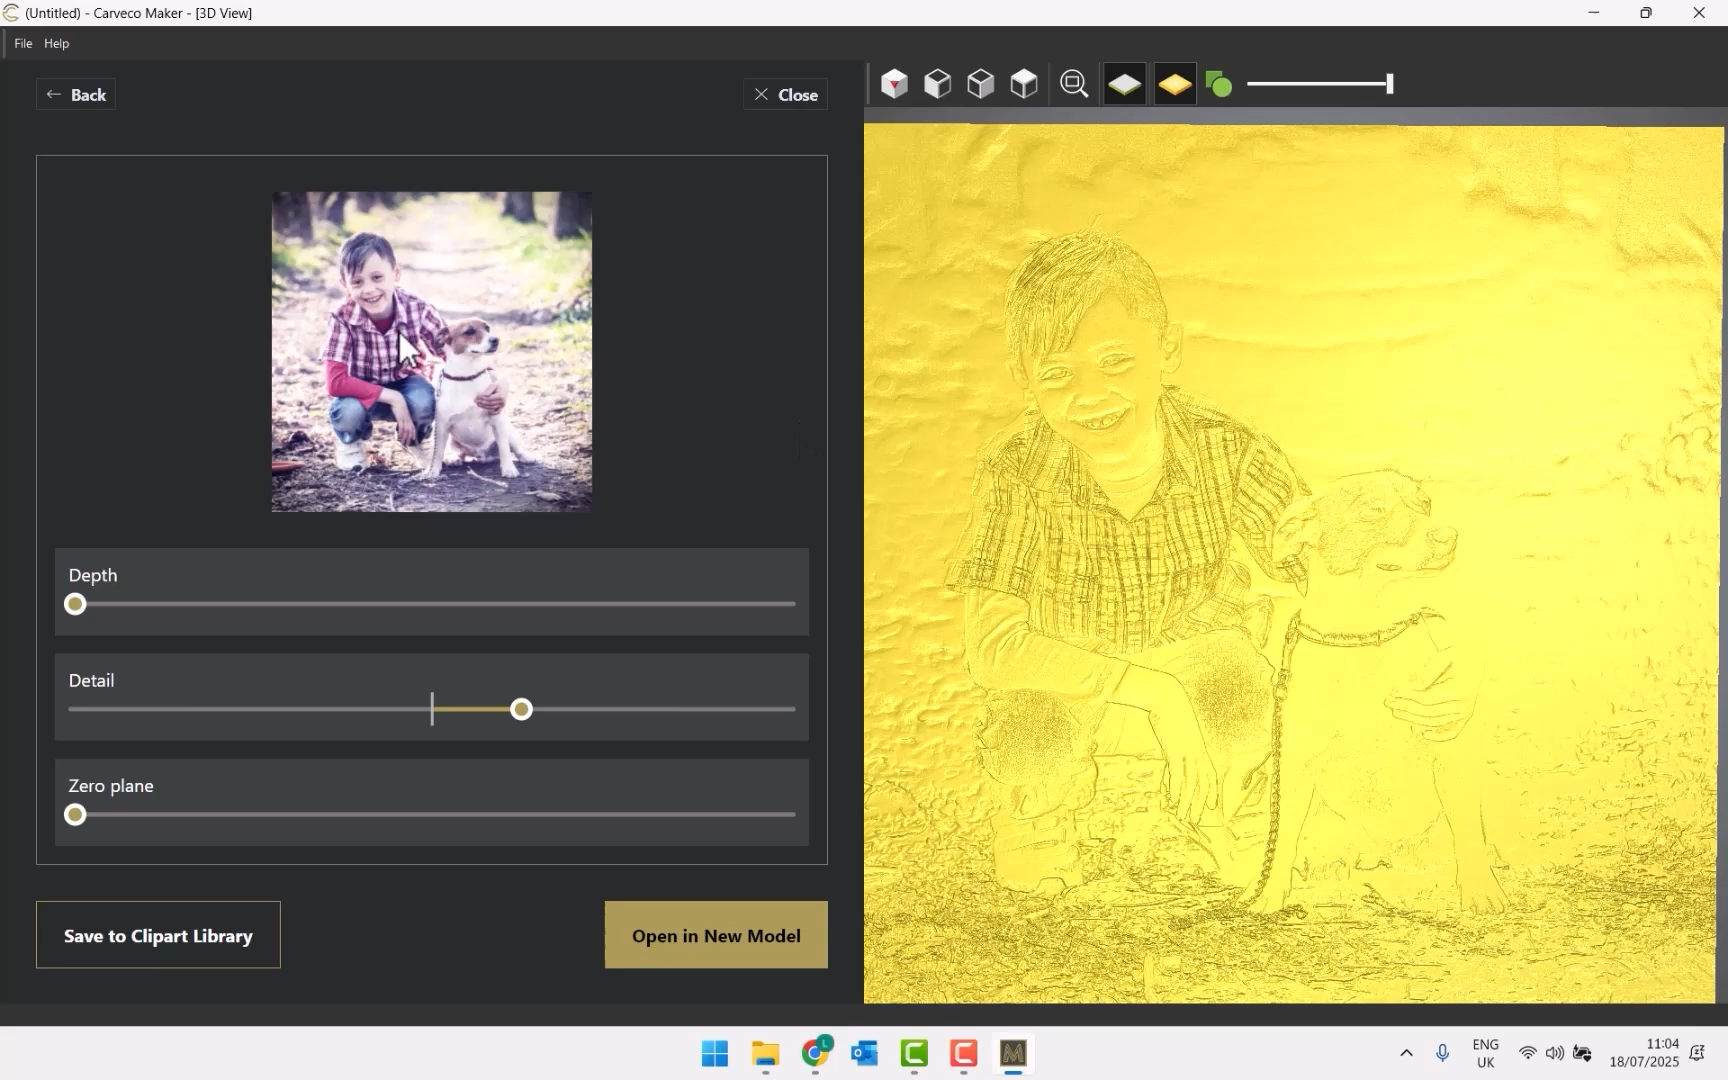 (Untitled) - Carveco Maker - [3D View]
File Help
← Back
Close
Depth
Detail
Zero plane
Save to Clipart Library
Open in New Model
ENG
UK
11:04
18/07/2025